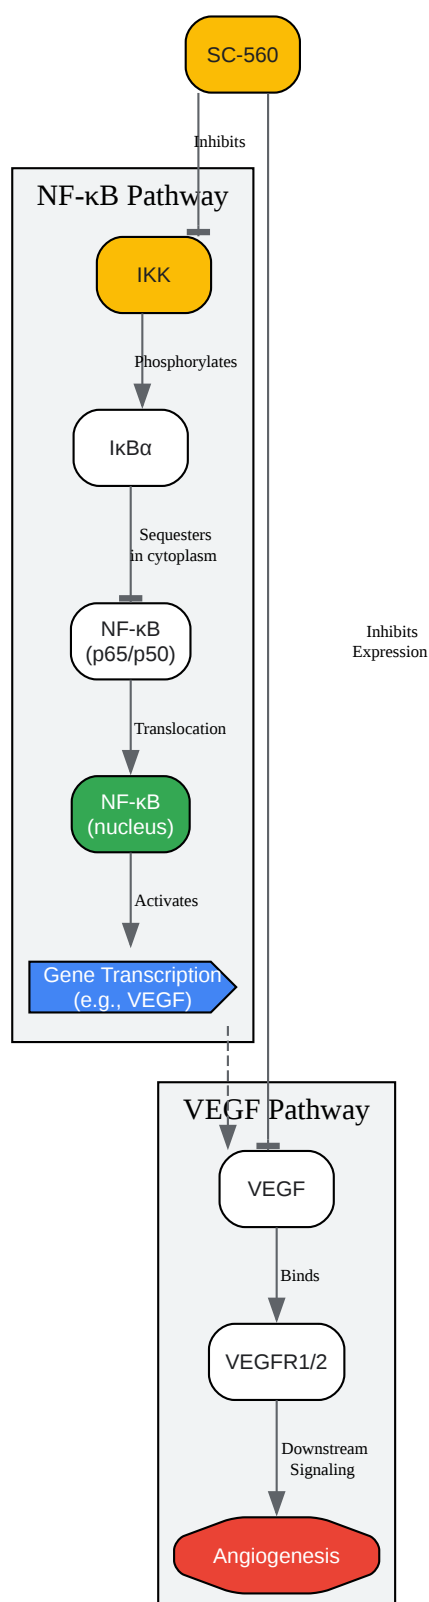 SC-560
Inhibits
NF-κB Pathway
IKK
Phosphorylates
IκBα
Sequesters
in cytoplasm
NF-κB
(p65/p50)
Inhibits
Expression
Translocation
NF-κB
(nucleus)
Activates
Gene Transcription
(e.g., VEGF)
VEGF Pathway
VEGF
Binds
VEGFR1/2
Downstream
Signaling
Angiogenesis